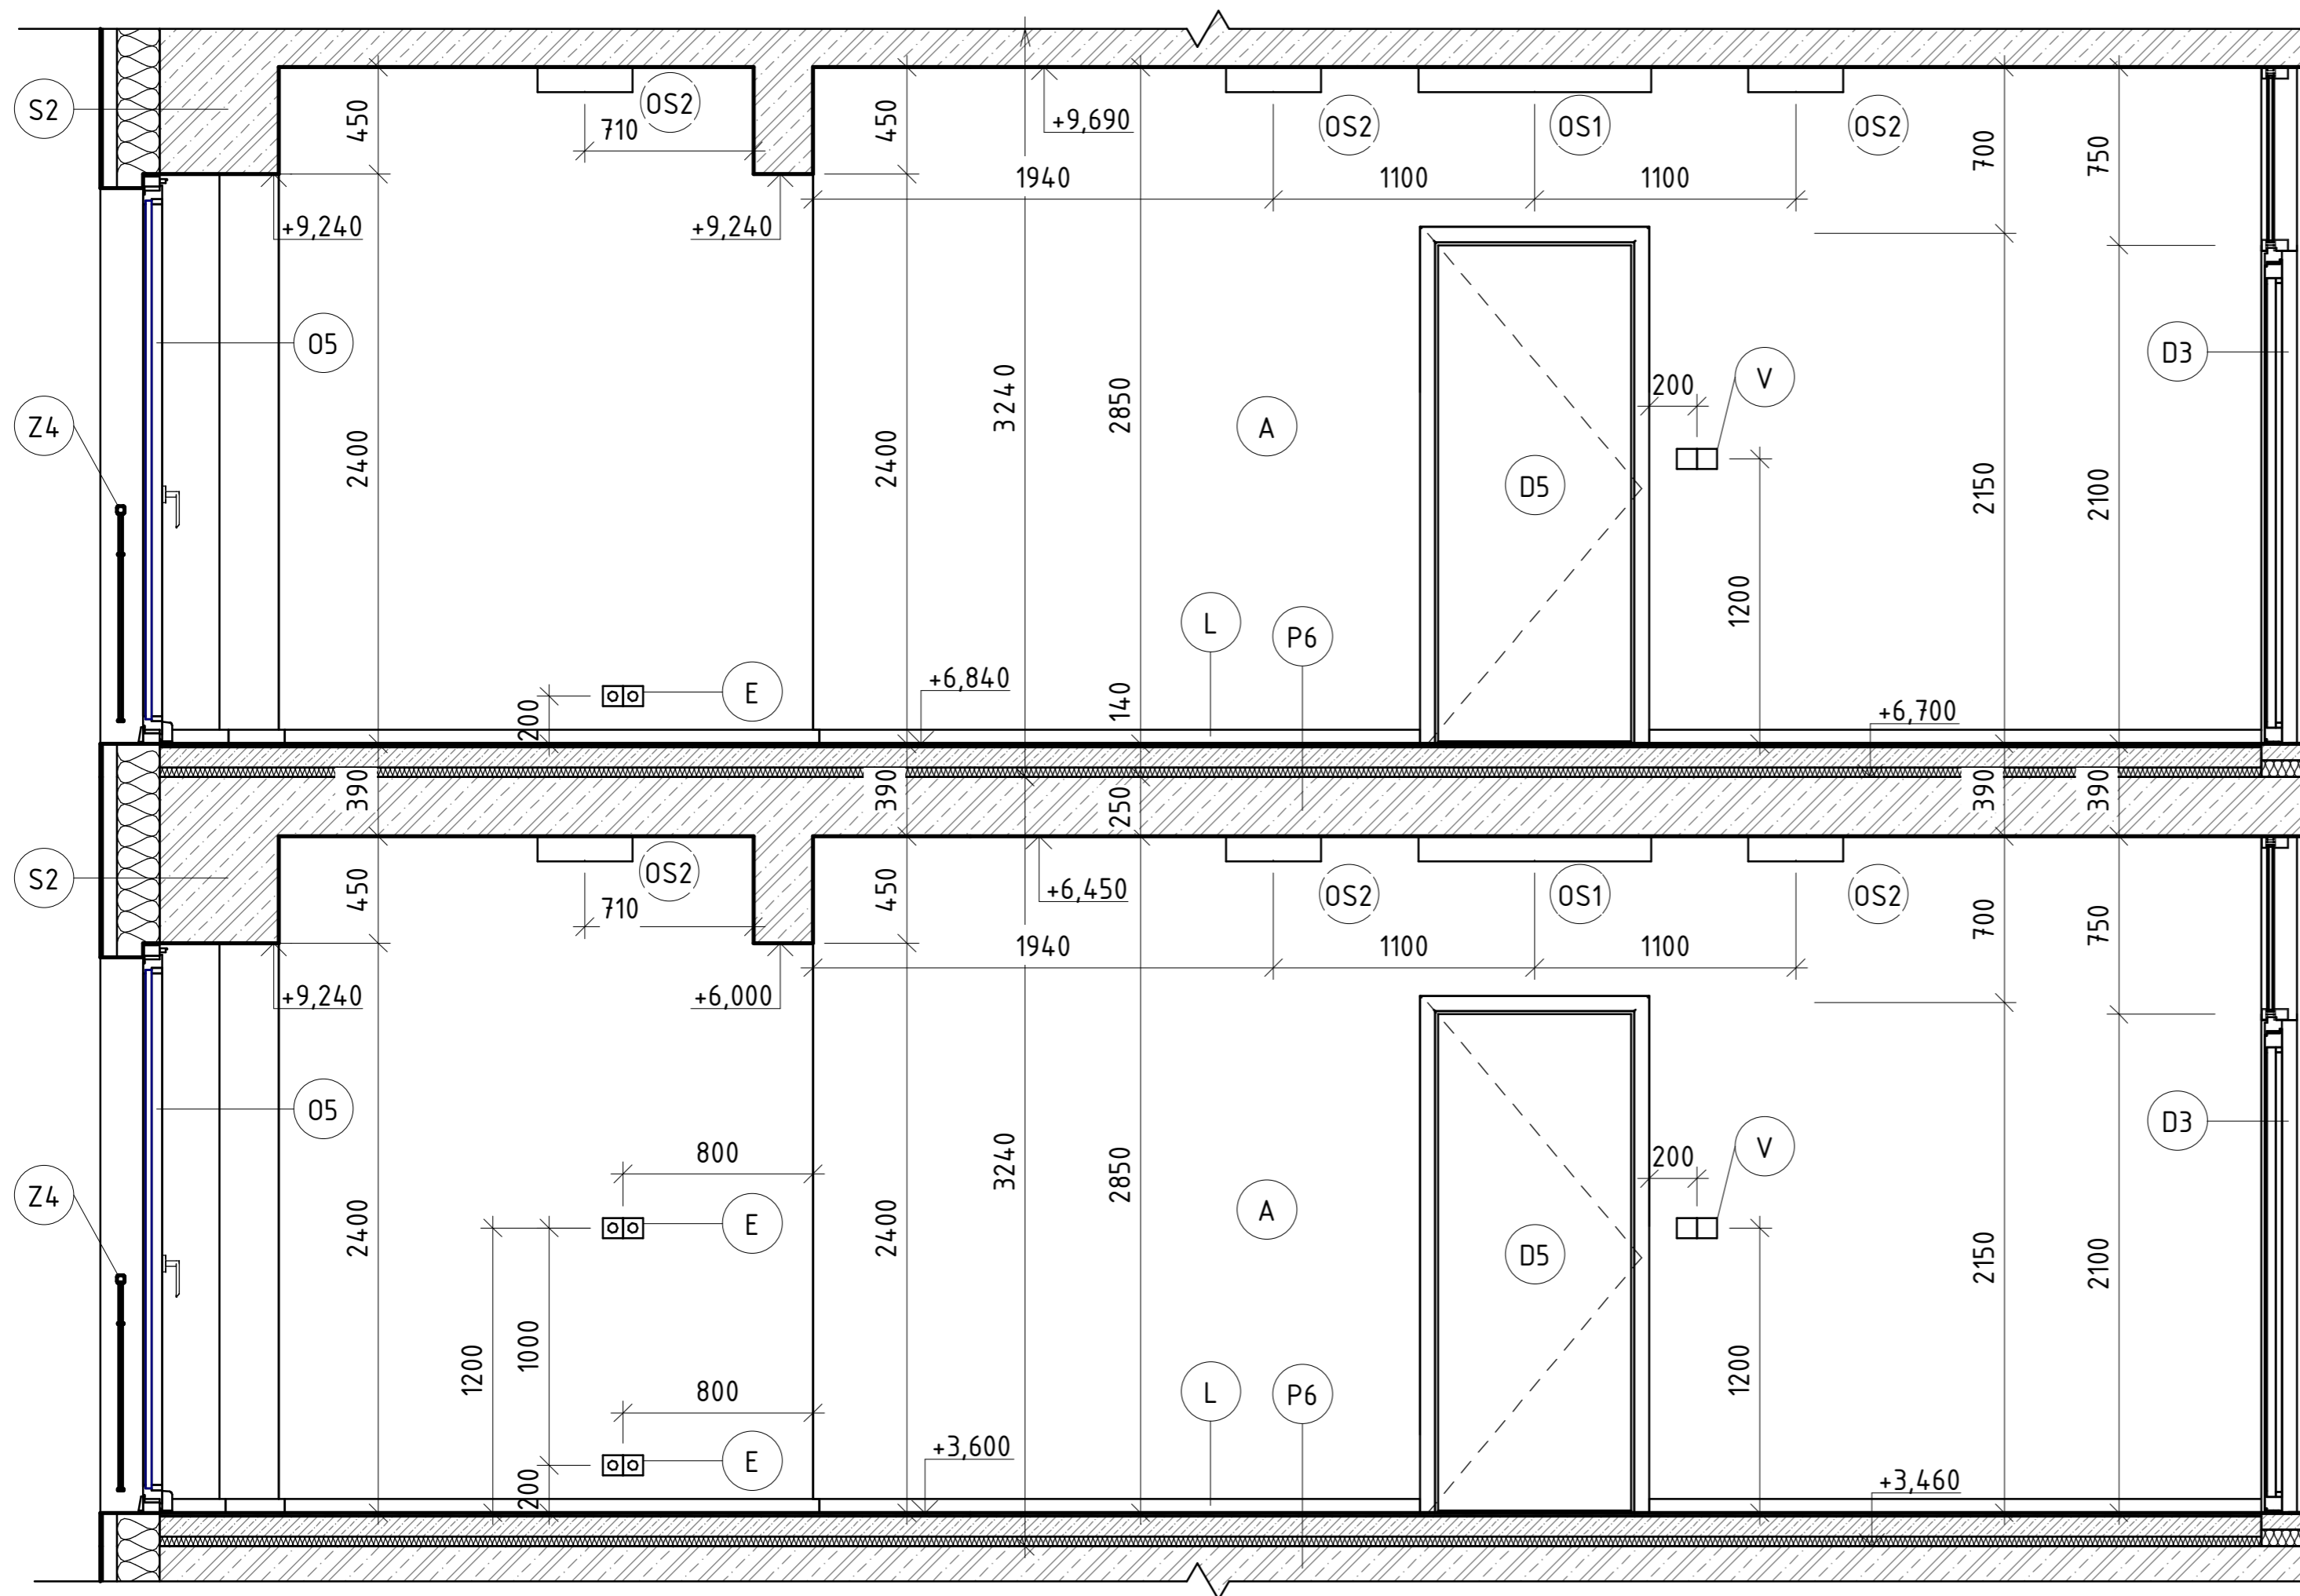 S2
450
710
OS2
450
+9,690
OS2
OS1
OS2
700
750
1940
1100
1100
+9,240
+9,240
O5
D3
Z4
2400
2400
3240
2850
A
D5
200
V
2150
2100
1200
L
P6
200
E
+6,840
140
+6,700
390
390
250
390
390
S2
450
710
OS2
450
+6,450
OS2
OS1
OS2
700
750
1940
1100
1100
+9,240
+6,000
O5
D3
Z4
2400
800
E
2400
3240
2850
A
D5
200
V
2150
2100
1200
1000
1200
800
L
P6
200
E
+3,600
+3,460